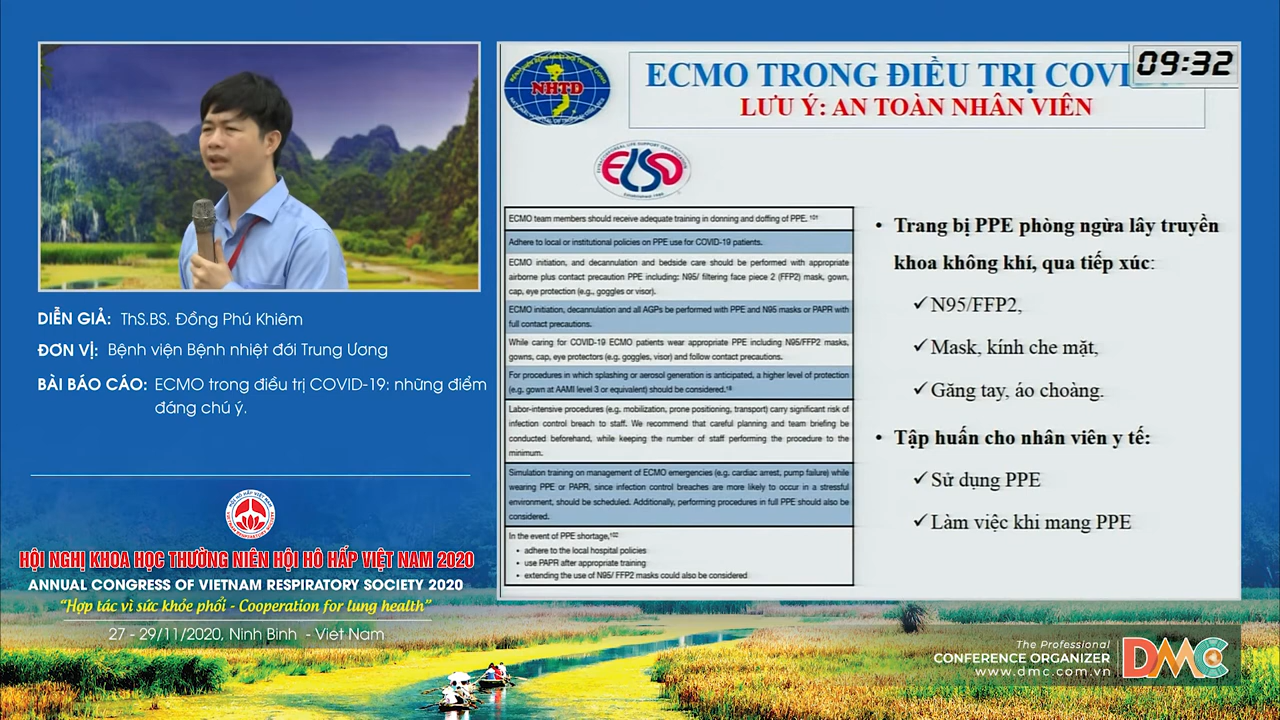 DIỄN GIẢ: ThS.BS. Đồng Phú Khiêm
ĐƠN VỊ: Bệnh viện Bệnh nhiệt đới Trung Ương
BÀI BÁO CÁO: ECMO trong điều trị COVID-19: những điểm
đáng chú ý.
HỘI NGHỊ KHOA HỌC THƯỜNG NIÊN HỘI HÔ HẤP VIỆT NAM 2020
ANNUAL CONGRESS OF VIETNAM RESPIRATORY SOCIETY 2020
“Hợp tác vì sức khỏe phổi - Cooperation for lung health”
27 - 29/11/2020, Ninh Binh - Viet Nam
NHTD
ECMO TRONG ĐIỀU TRỊ COVI
09:32
LƯU Ý: AN TOÀN NHÂN VIÊN
ELSO
ECMO team members should receive adequate training in donning and doffing of PPE. 101
Adhere to local or institutional policies on PPE use for COVID-19 patients.
ECMO initiation, and decannulation and bedside care should be performed with appropriate
airborne plus contact precaution PPE including: N95/ filtering face piece 2 (FFP2) mask, gown,
cap, eye protection (e.g., goggles or visor).
ECMO initiation, decannulation and all AGPs be performed with PPE and N95 masks or PAPR with
full contact precautions.
While caring for COVID-19 ECMO patients wear appropriate PPE including N95/FFP2 masks,
gowns, cap, eye protectors (e.g. goggles, visor) and follow contact precautions.
For procedures in which splashing or aerosol generation is anticipated, a higher level of protection
(e.g, gown at AAMI level 3 or equivalent) should be considered.
Labor-intensive procedures (e.g. mobilization, prone positioning, transport) carry significant risk of
infection control breach to staff. We recommend that careful planning and team briefing be
conducted beforehand, while keeping the number of staff performing the procedure to the
minimum.
Simulation training on management of ECMO emergencies (e.g. cardiac arrest, pump failure) while
wearing PPE or PAPR, since infection control breaches are more likely to occur in a stressful
environment, should be scheduled. Additionally, performing procedures in full PPE should also be
considered.
In the event of PPE shortage,
• adhere to the local hospital policies
• use PAPR after appropriate training
• extending the use of N95/ FFP2 masks could also be considered
• Trang bị PPE phòng ngừa lây truyền
khoa không khí, qua tiếp xúc:
✓N95/FFP2,
✓Mask, kính che mặt,
✓Găng tay, áo choàng.
• Tập huấn cho nhân viên y tế:
✓Sử dụng PPE
✓Làm việc khi mang PPE
The Professional
CONFERENCE ORGANIZER
www.dmc.com.vn
DMC